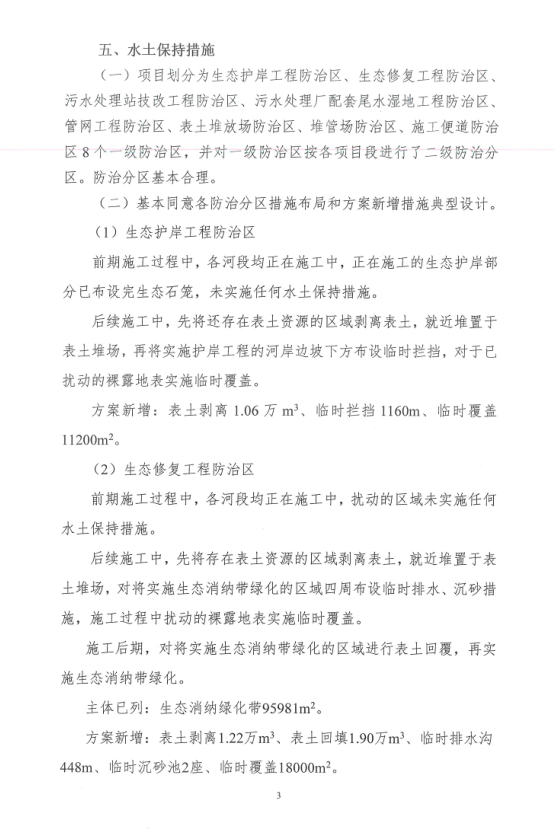 五、水土保持措施
（一）项目划分为生态护岸工程防治区、生态修复工程防治区、
污水处理站技改工程防治区、污水处理厂配套尾水湿地工程防治区、
管网工程防治区、表土堆放场防治区、堆管场防治区、施工便道防治
区 8 个一级防治区，并对一级防治区按各项目段进行了二级防治分
区。防治分区基本合理。
（二）基本同意各防治分区措施布局和方案新增措施典型设计。
（1）生态护岸工程防治区
前期施工过程中，各河段均正在施工中，正在施工的生态护岸部
分已布设完生态石笼，未实施任何水土保持措施。
后续施工中，先将还存在表土资源的区域剥离表土，就近堆置于
表土堆场，再将实施护岸工程的河岸边坡下方布设临时拦挡，对于已
扰动的裸露地表实施临时覆盖。
方案新增：表土剥离 1.06 万 m³、临时拦挡 1160m、临时覆盖
11200m²。
（2）生态修复工程防治区
前期施工过程中，各河段均正在施工中，扰动的区域未实施任何
水土保持措施。
后续施工中，先将存在表土资源的区域剥离表土，就近堆置于表
土堆场，对将实施生态消纳带绿化的区域四周布设临时排水、沉砂措
施，施工过程中扰动的裸露地表实施临时覆盖。
施工后期，对将实施生态消纳带绿化的区域进行表土回覆，再实
施生态消纳带绿化。
主体已列：生态消纳绿化带95981m²。
方案新增：表土剥离1.22万m³、表土回填1.90万m³、临时排水沟
448m、临时沉砂池2座、临时覆盖18000m²。
3